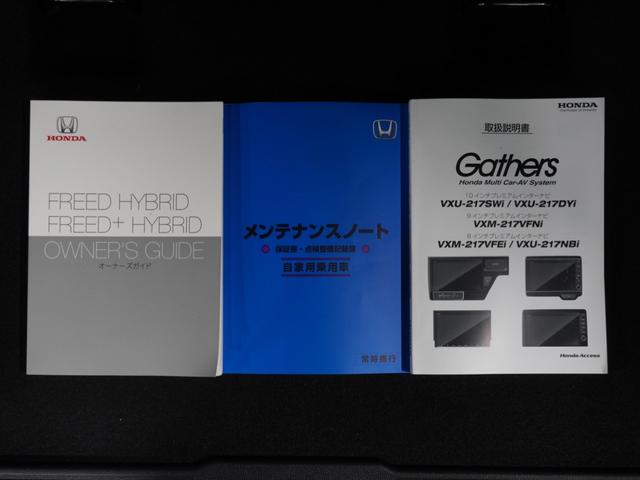 HONDA
FREED HYBRID
FREED+ HYBRID
OWNER'S GUIDE
オーナーズガイド
メンテナンスノート
保証書・点検整備記録簿
自家用乗用車
常時携行
HONDA
取扱説明書
Gathers
Honda Multi Car-AV System
10インチプレミアムインターナビ
VXU-217SWi / VXU-217DYi
9インチプレミアムインターナビ
VXM-217VFNi
8インチプレミアムインターナビ
VXM-217VFEi / VXU-217NBi
Honda Access